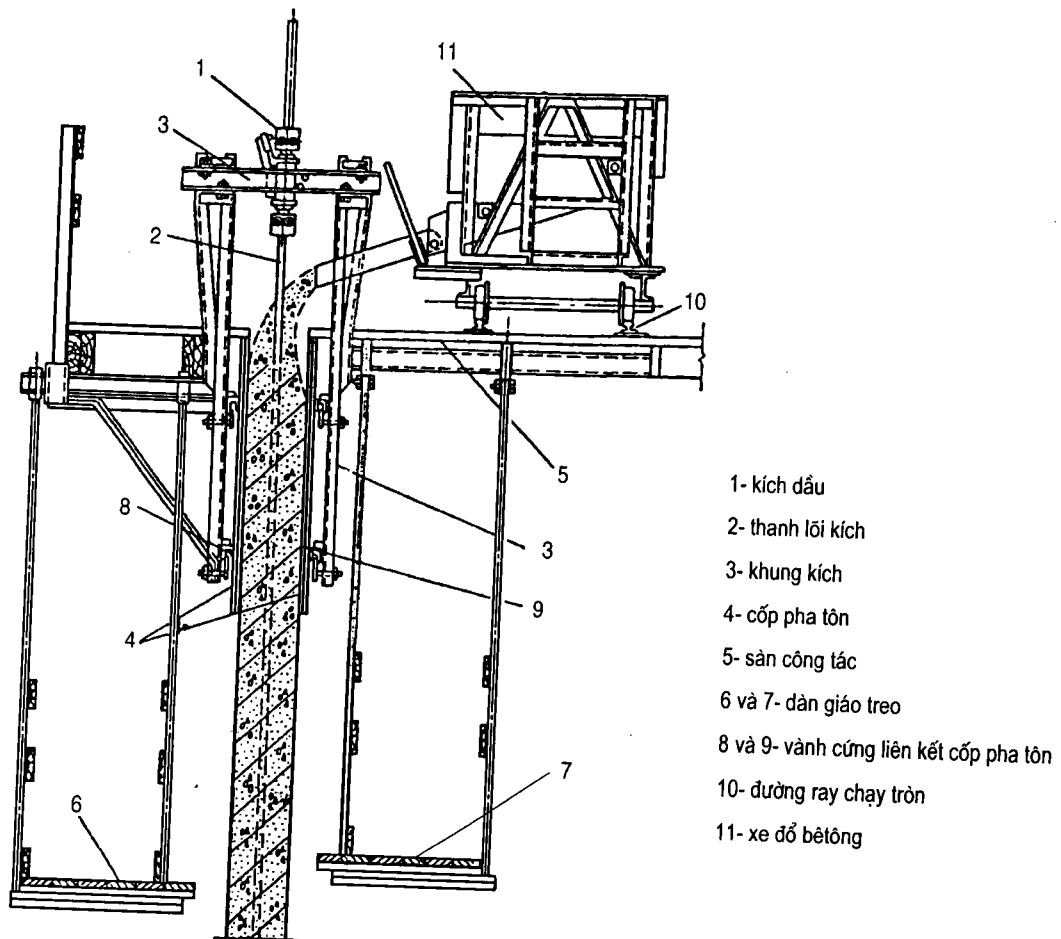 1
3
2
11
10
5
8
3
9
4
7
6
1- kích dầu
2- thanh lõi kích
3- khung kích
4- cốp pha tôn
5- sàn công tác
6 và 7- dàn giáo treo
8 và 9- vành cứng liên kết cốp pha tôn
10- đường ray chạy tròn
11- xe đổ bêtông